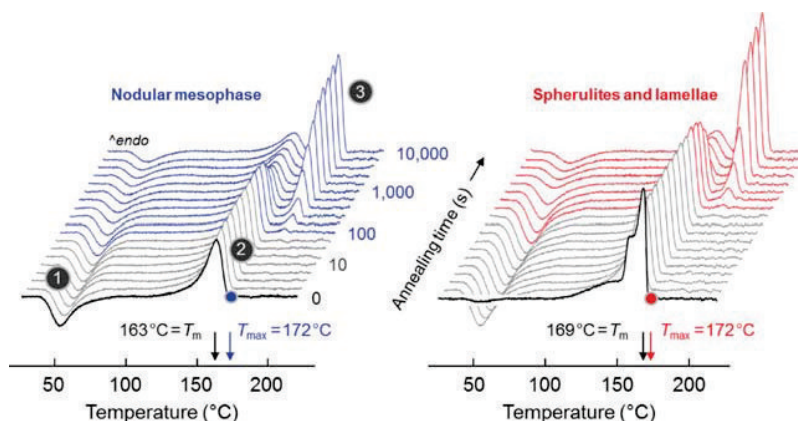 Nodular mesophase
^endo
3
10,000
1,000
100
10
0
1
2
163°C = Tm
Tmax = 172°C
50
100
150
200
Temperature (°C)
Spherulites and lamellae
Annealing time (s)
169°C = Tm
Tmax = 172°C
50
100
150
200
Temperature (°C)